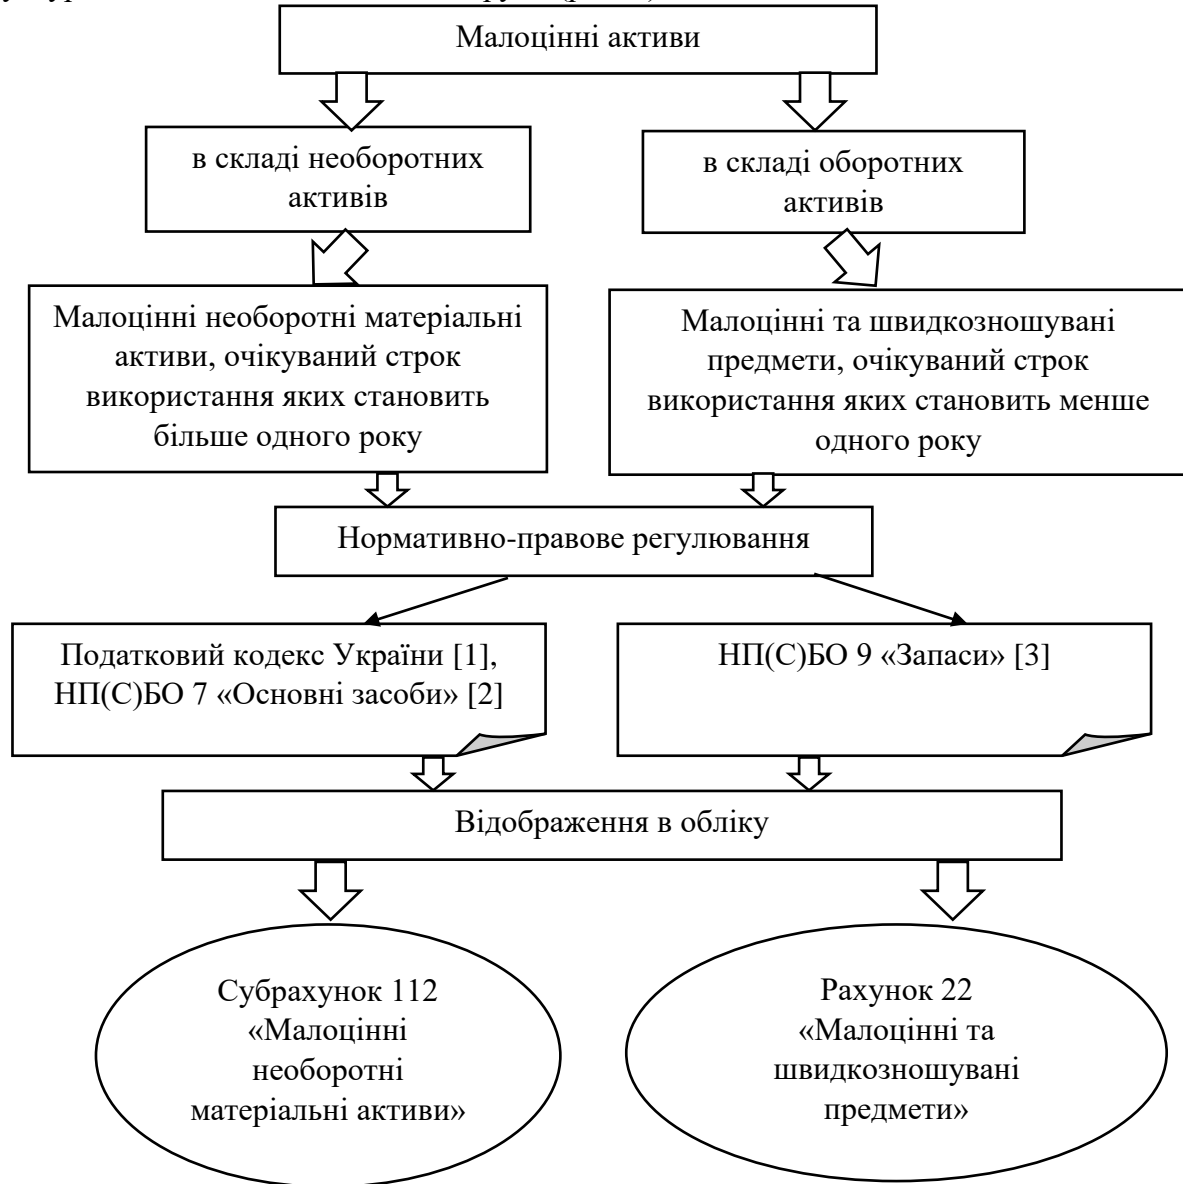 Малоцінні активи
в складі необоротних
активів
в складі оборотних
активів
Малоцінні необоротні матеріальні
активи, очікуваний строк
використання яких становить
більше одного року
Малоцінні та швидкозношувані
предмети, очікуваний строк
використання яких становить менше
одного року
Нормативно-правове регулювання
Податковий кодекс України [1],
НП(С)БО 7 «Основні засоби» [2]
НП(С)БО 9 «Запаси» [3]
Відображення в обліку
Субрахунок 112
«Малоцінні
необоротні
матеріальні активи»
Рахунок 22
«Малоцінні та
швидкозношувані
предмети»